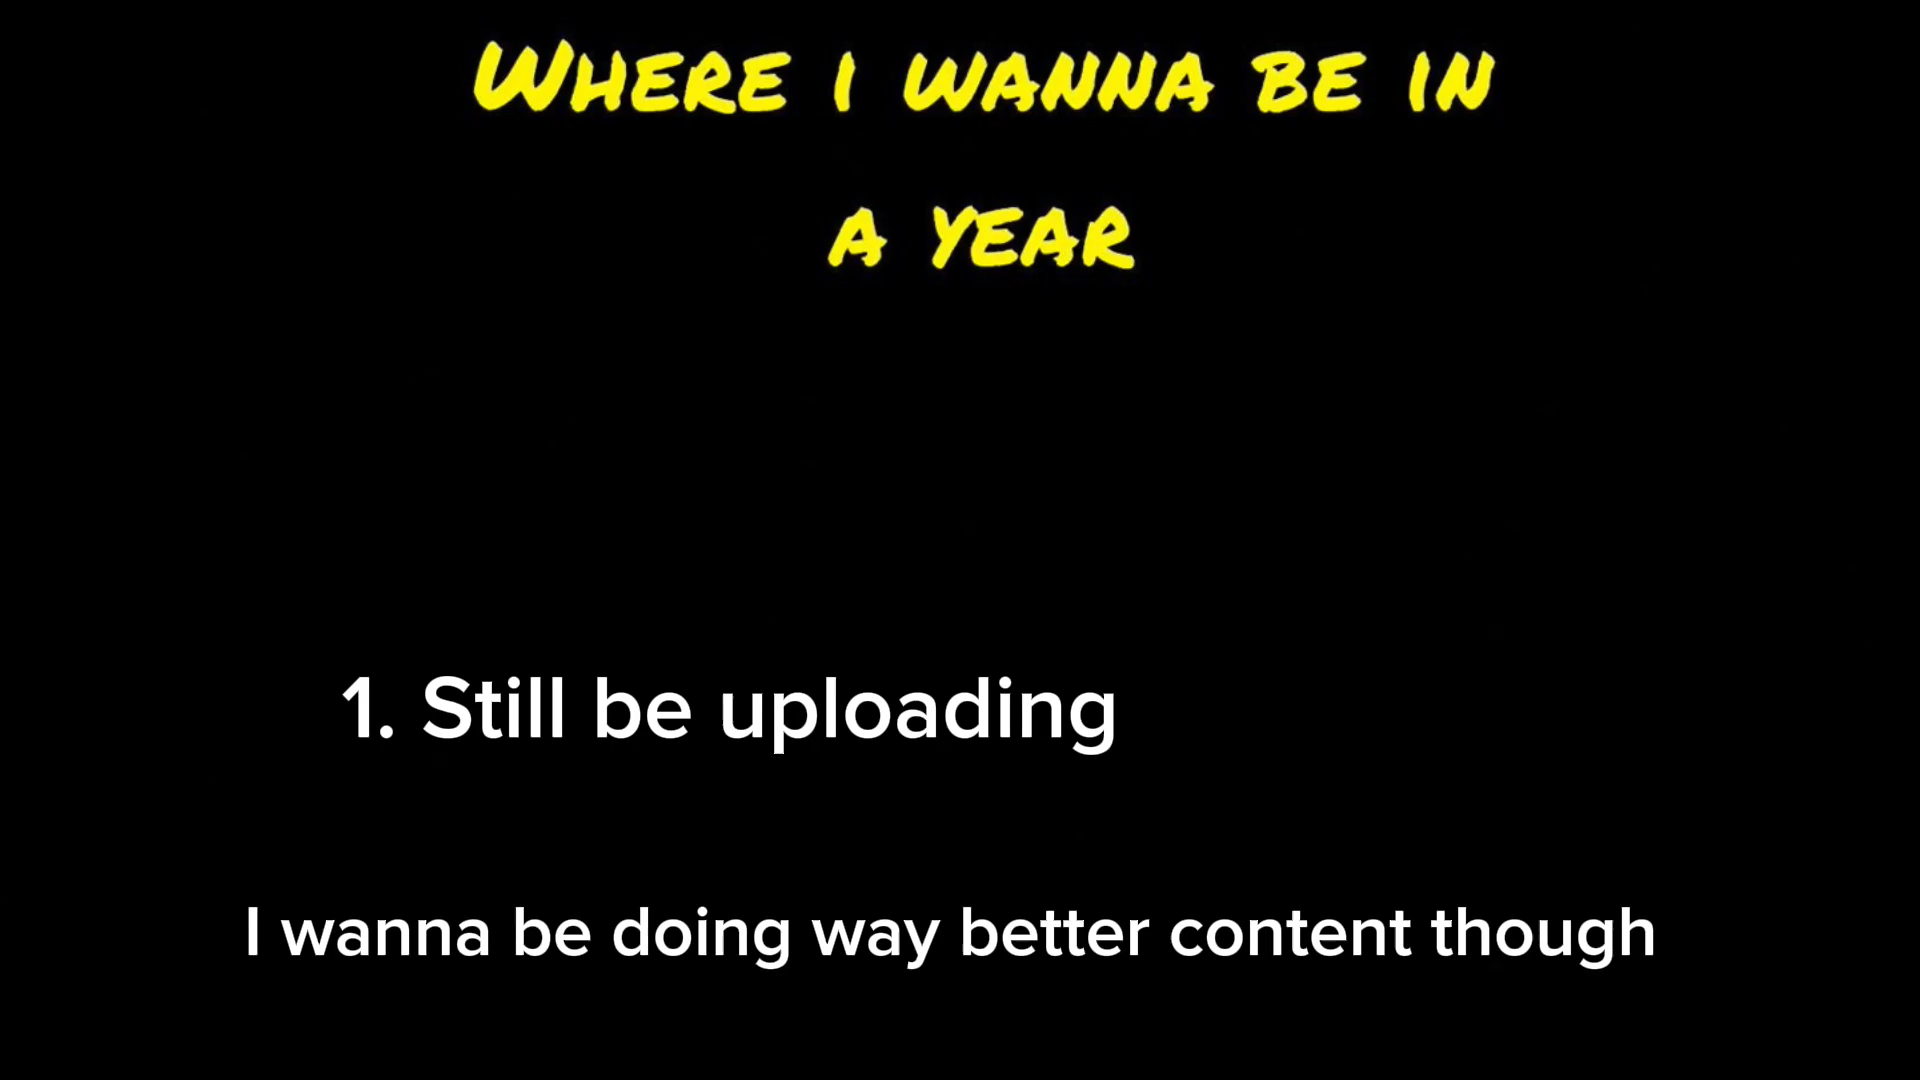 Where i wanna be in
a year
1. Still be uploading
I wanna be doing way better content though